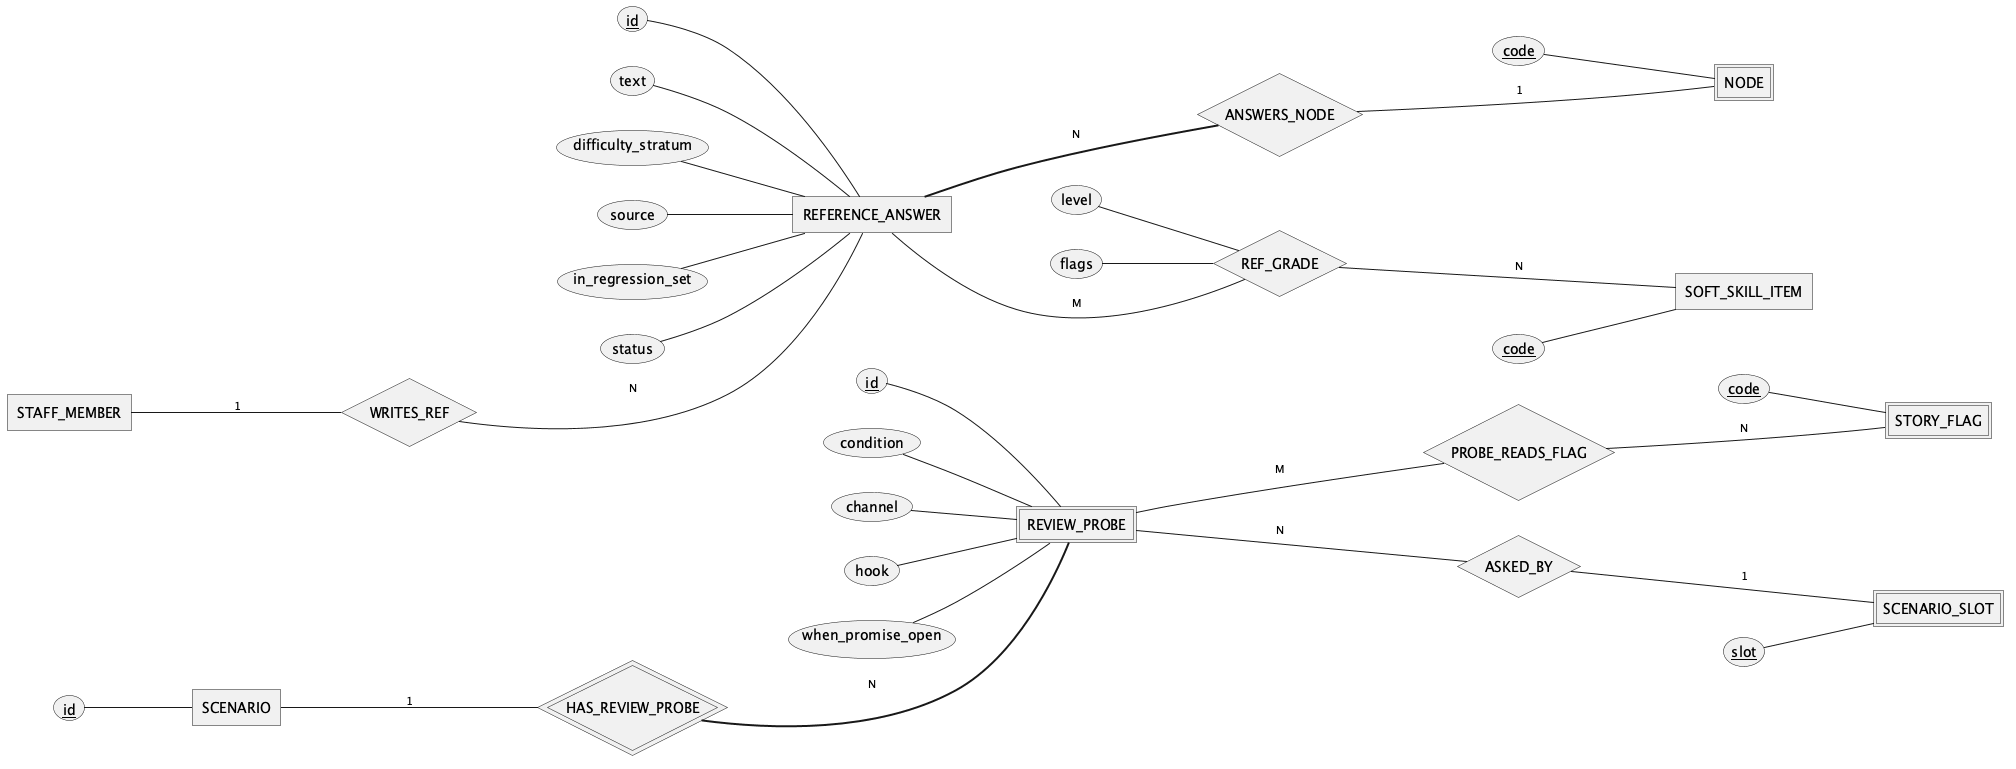 id
text
difficulty_stratum
source
in_regression_set
status
REFERENCE_ANSWER
STAFF_MEMBER
1
WRITES_REF
N
N
ANSWERS_NODE
1
code
NODE
level
flags
REF_GRADE
M
N
SOFT_SKILL_ITEM
code
id
condition
channel
hook
when_promise_open
REVIEW_PROBE
M
PROBE_READS_FLAG
N
code
STORY_FLAG
N
ASKED_BY
1
SCENARIO_SLOT
slot
id
SCENARIO
1
HAS_REVIEW_PROBE
N